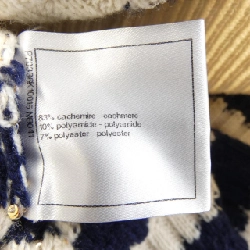 83% cachemire - cashmere
10% polyamide - polyamide
7% polyester - polyester